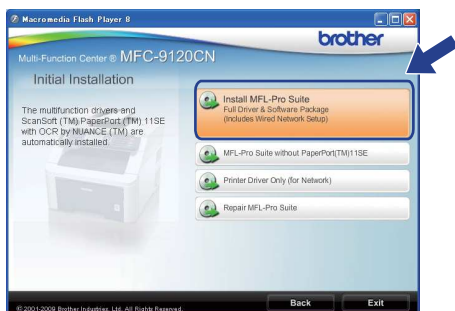 Macromedia Flash Player 8
brother
Multi-Function Center ® MFC-9120CN
Initial Installation
The multifunction drivers and
ScanSoft (TM) PaperPort (TM) 11SE
with OCR by NUANCE (TM) are
automatically installed.
Install MFL-Pro Suite
Full Driver & Software Package
(Includes Wired Network Setup)
MFL-Pro Suite without PaperPort(TM)11SE
Printer Driver Only (for Network)
Repair MFL-Pro Suite
© 2001-2009 Brother Industries, Ltd. All Rights Reserved.
Back
Exit